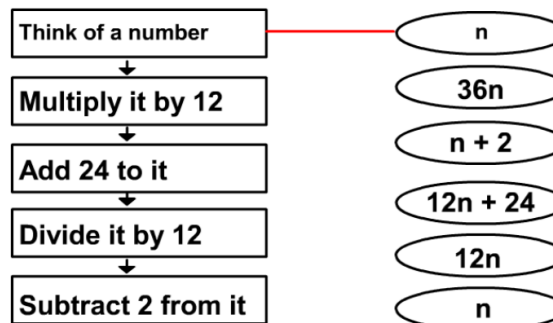 Think of a number
n
Multiply it by 12
36n
n + 2
Add 24 to it
12n + 24
Divide it by 12
12n
Subtract 2 from it
n